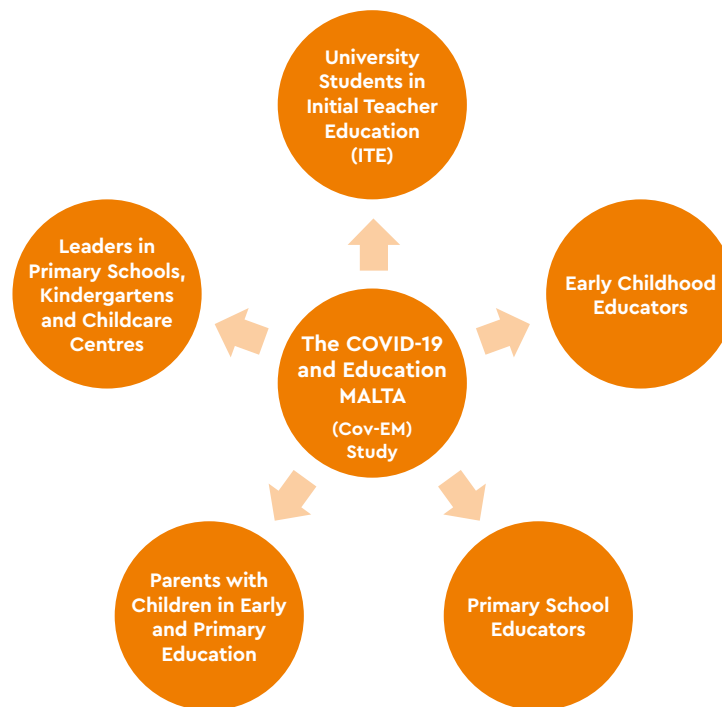 University
Students in
Initial Teacher
Education
(ITE)
Leaders in
Primary Schools,
Kindergartens
and Childcare
Centres
Early Childhood
Educators
The COVID-19
and Education
MALTA
(Cov-EM)
Study
Parents with
Children in Early
and Primary
Education
Primary School
Educators